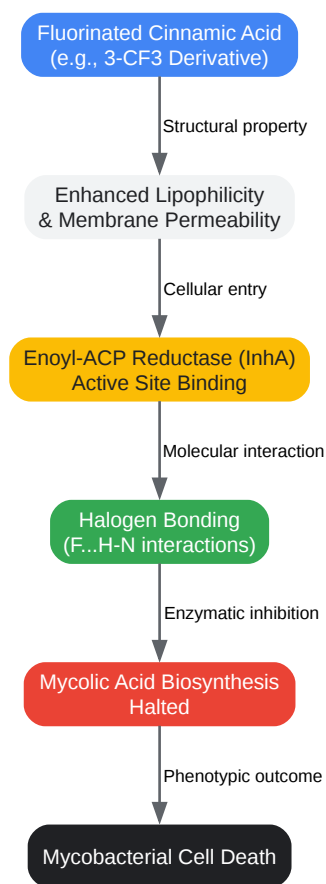 Fluorinated Cinnamic Acid
(e.g., 3-CF3 Derivative)
Structural property
Enhanced Lipophilicity
& Membrane Permeability
Cellular entry
Enoyl-ACP Reductase (InhA)
Active Site Binding
Molecular interaction
Halogen Bonding
(F...H-N interactions)
Enzymatic inhibition
Mycolic Acid Biosynthesis
Halted
Phenotypic outcome
Mycobacterial Cell Death